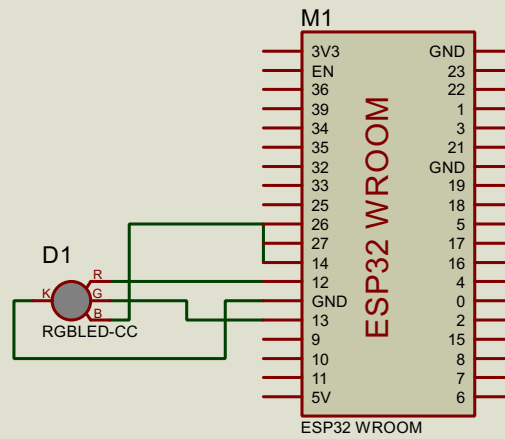 M1
3V3 GND
EN 23
36 22
39 1
34 3
35 21
32 GND
33 19
25 18
26 5
27 17
14 16
12 4
GND 0
13 2
9 15
10 8
11 7
5V 6
ESP32 WROOM
ESP32 WROOM
D1
R
K G
B
RGBLED-CC